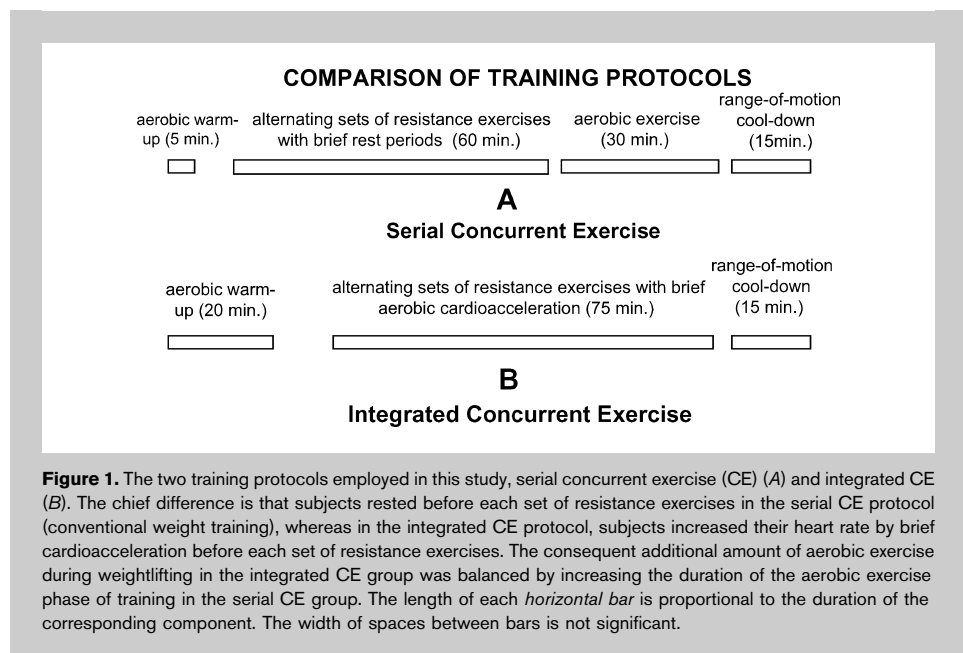 COMPARISON OF TRAINING PROTOCOLS
aerobic warm-
up (5 min.)
alternating sets of resistance exercises
with brief rest periods (60 min.)
aerobic exercise
(30 min.)
range-of-motion
cool-down
(15min.)
A
Serial Concurrent Exercise
aerobic warm-
up (20 min.)
alternating sets of resistance exercises with brief
aerobic cardioacceleration (75 min.)
range-of-motion
cool-down
(15 min.)
B
Integrated Concurrent Exercise
Figure 1. The two training protocols employed in this study, serial concurrent exercise (CE) (A) and integrated CE
(B). The chief difference is that subjects rested before each set of resistance exercises in the serial CE protocol
(conventional weight training), whereas in the integrated CE protocol, subjects increased their heart rate by brief
cardioacceleration before each set of resistance exercises. The consequent additional amount of aerobic exercise
during weightlifting in the integrated CE group was balanced by increasing the duration of the aerobic exercise
phase of training in the serial CE group. The length of each horizontal bar is proportional to the duration of the
corresponding component. The width of spaces between bars is not significant.